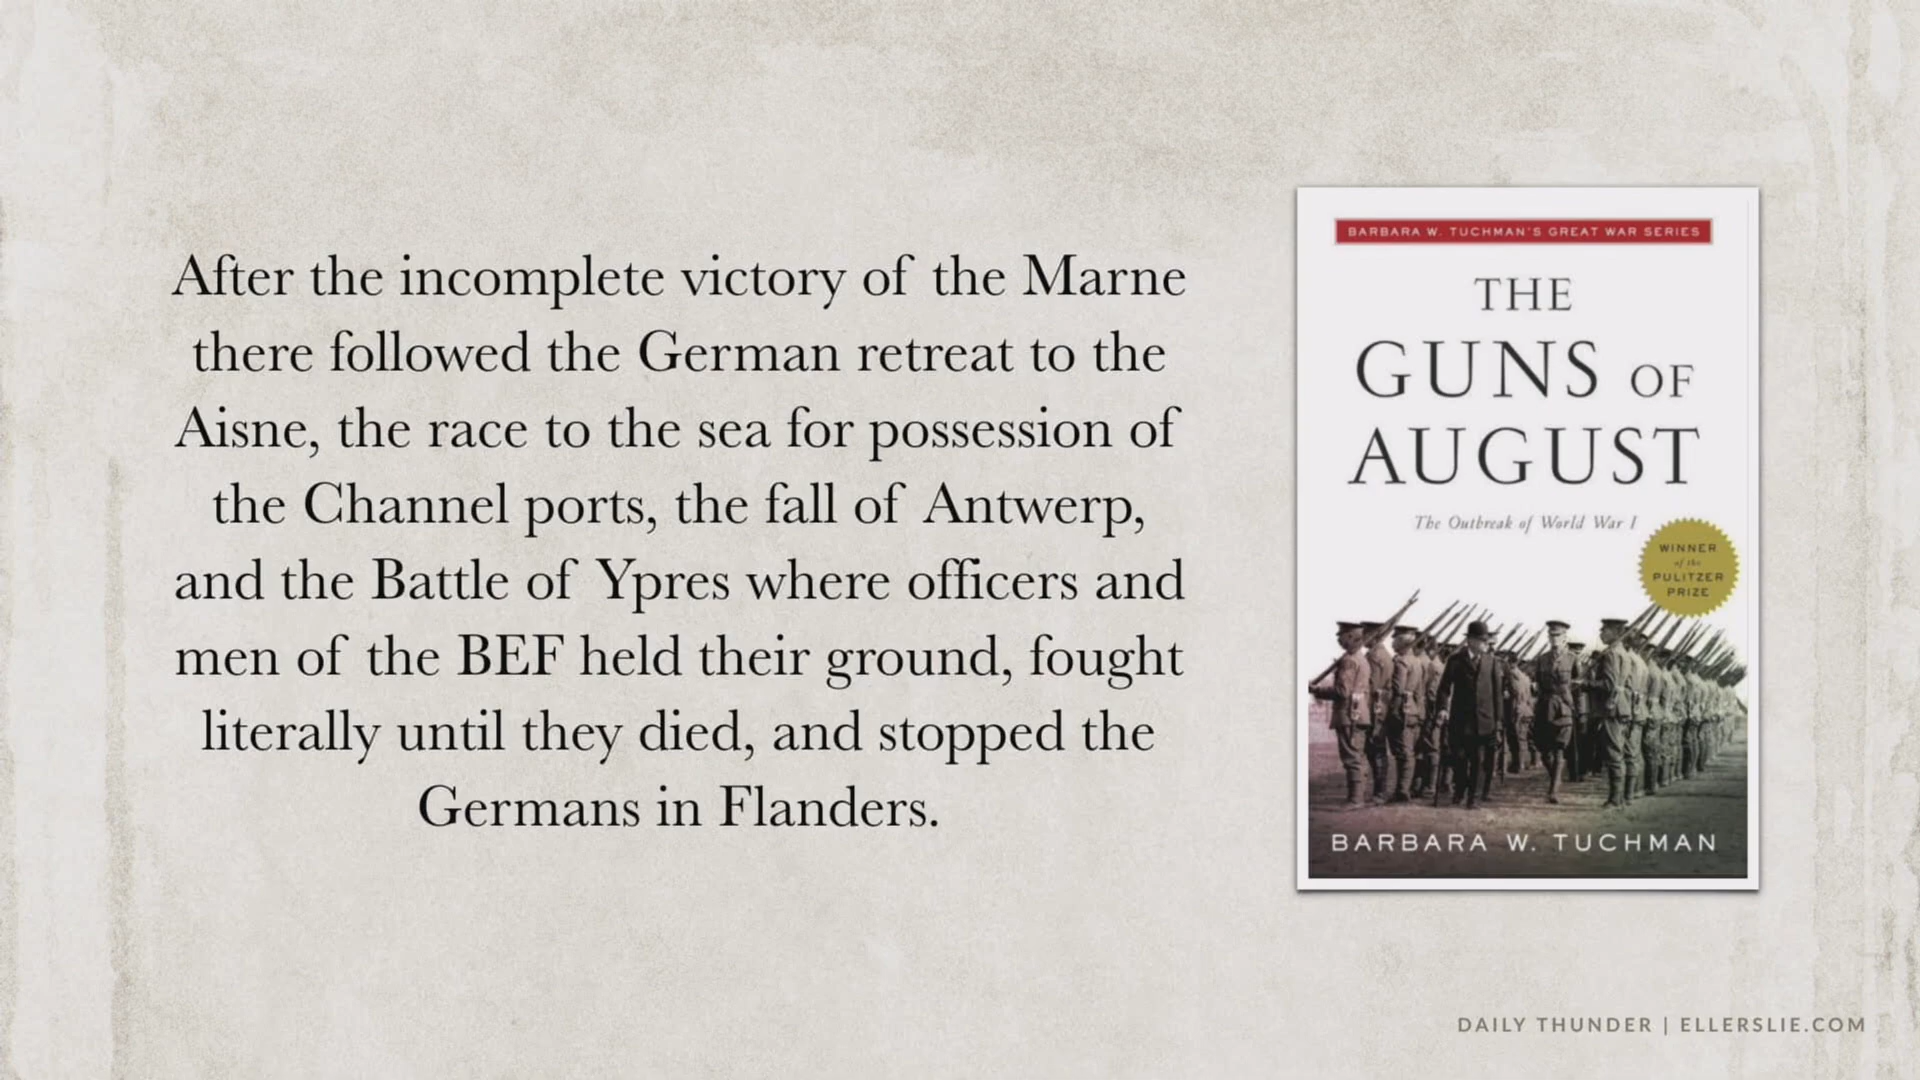 After the incomplete victory of the Marne
there followed the German retreat to the
Aisne, the race to the sea for possession of
the Channel ports, the fall of Antwerp,
and the Battle of Ypres where officers and
men of the BEF held their ground, fought
literally until they died, and stopped the
Germans in Flanders.
BARBARA W. TUCHMAN'S GREAT WAR SERIES
THE
GUNS OF
AUGUST
The Outbreak of World War I
WINNER
of the
PULITZER
PRIZE
BARBARA W. TUCHMAN
DAILY THUNDER | ELLERSLIE.COM